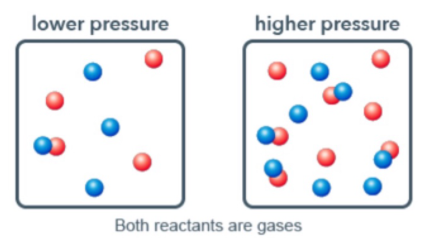 lower pressure higher pressure
Both reactants are gases